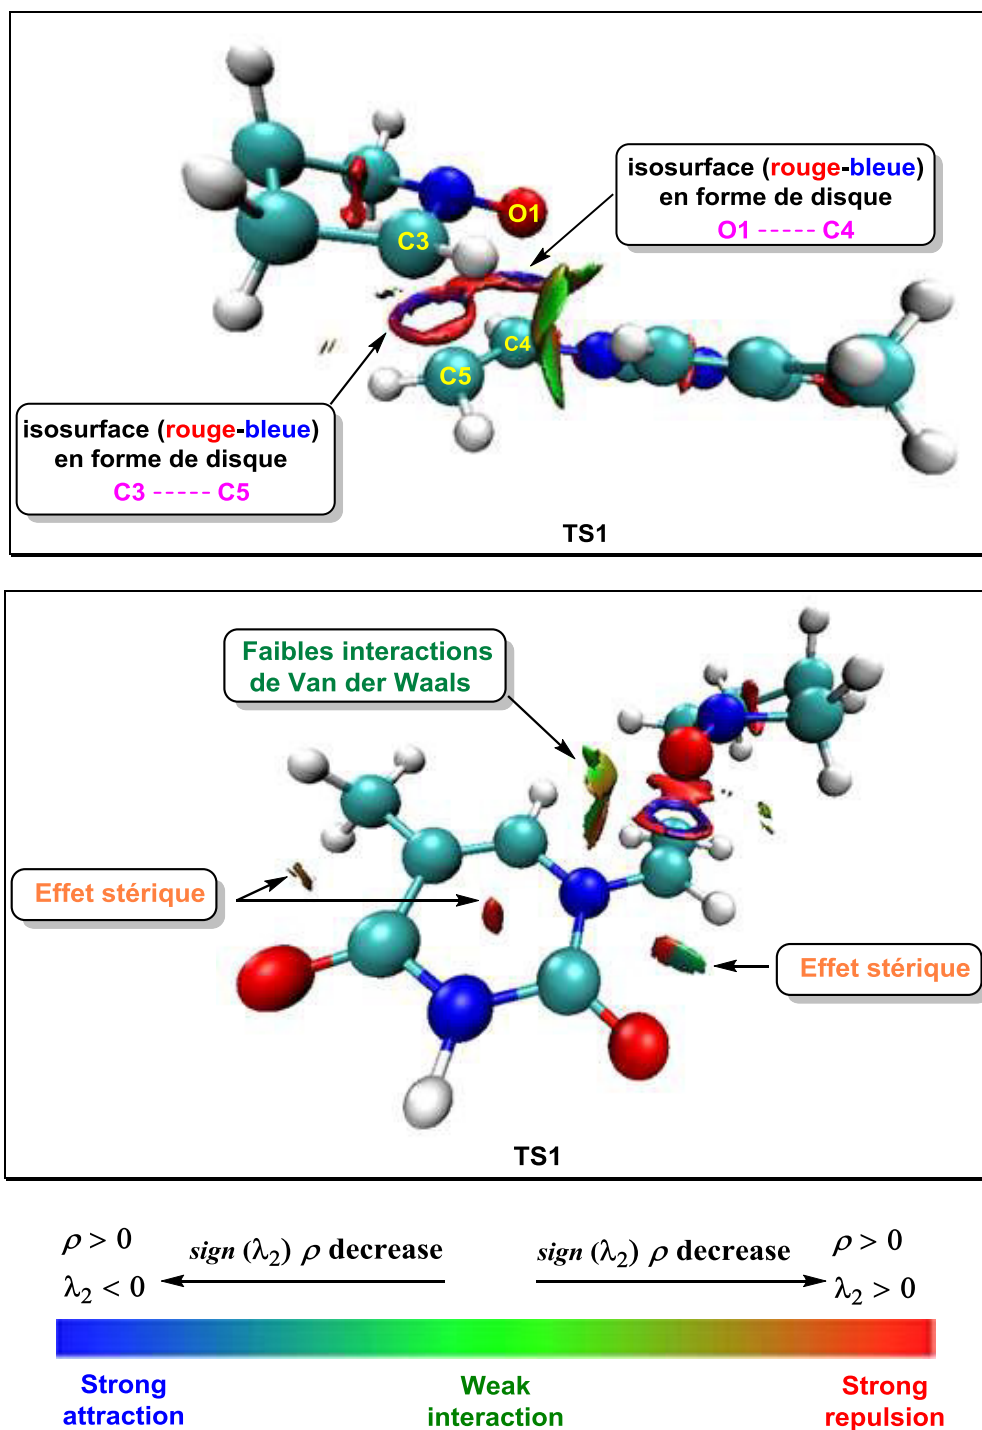 isosurface (rouge-bleue)
en forme de disque
O1 ----- C4
O1
C3
C4
C5
isosurface (rouge-bleue)
en forme de disque
C3 ----- C5
TS1
Faibles interactions
de Van der Waals
Effet stérique
Effet stérique
TS1
ρ > 0
λ₂ < 0
sign (λ₂) ρ decrease
sign (λ₂) ρ decrease
ρ > 0
λ₂ > 0
Strong
attraction
Weak
interaction
Strong
repulsion